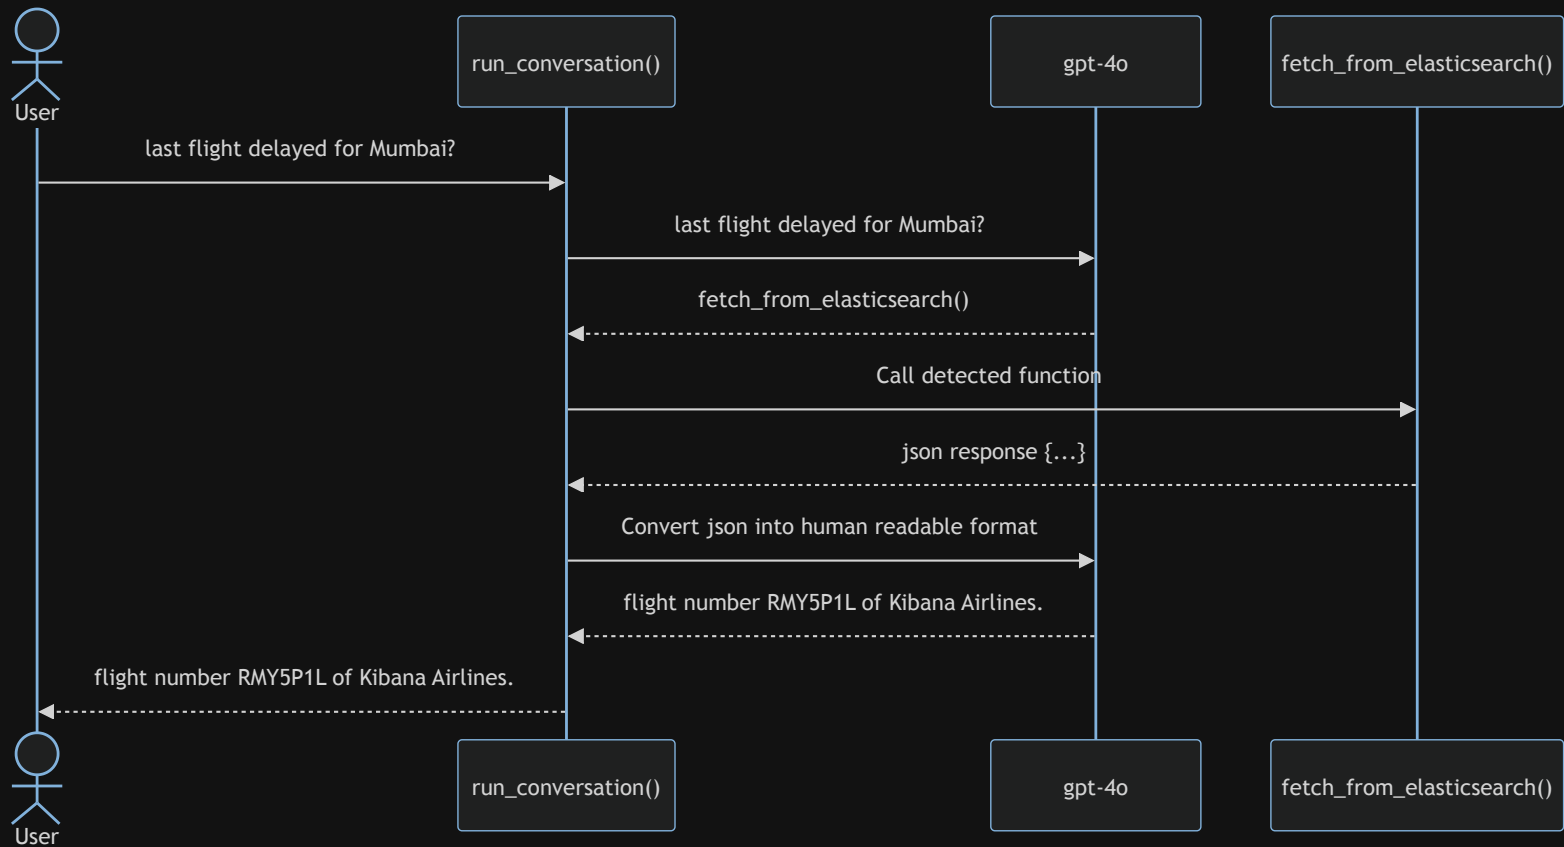 run_conversation()
gpt-4o
fetch_from_elasticsearch()
User
last flight delayed for Mumbai?
last flight delayed for Mumbai?
fetch_from_elasticsearch()
Call detected function
json response {...}
Convert json into human readable format
flight number RMY5P1L of Kibana Airlines.
flight number RMY5P1L of Kibana Airlines.
run_conversation()
gpt-4o
fetch_from_elasticsearch()
User